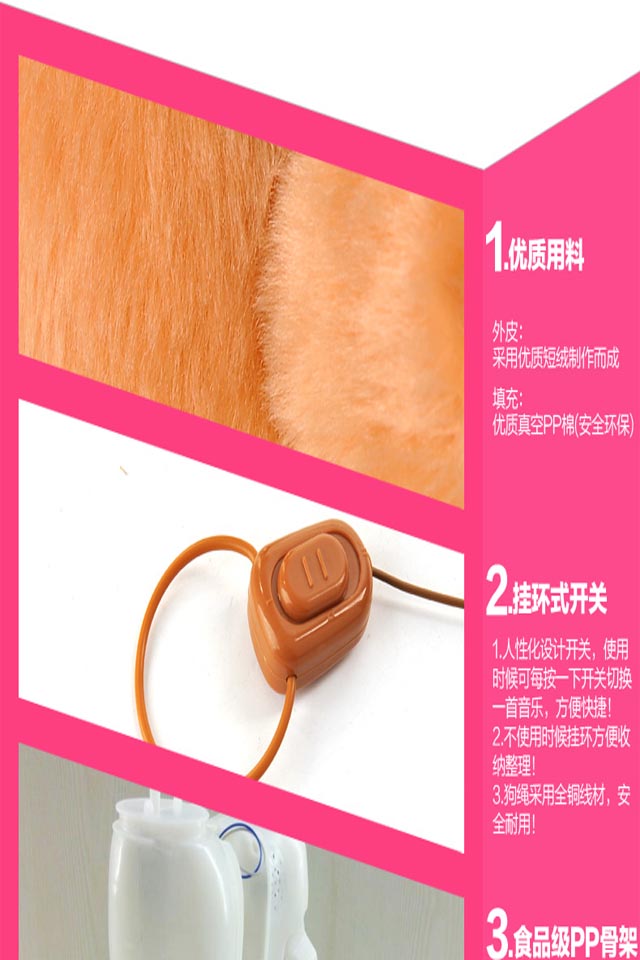 1.优质用料
外皮：
采用优质短绒制作而成
填充：
优质真空PP棉(安全环保)
2.挂环式开关
1.人性化设计开关，使用
时候可每按一下开关切换
一首音乐，方便快捷！
2.不使用时候挂环方便收
纳整理！
3.狗绳采用全铜线材，安
全耐用！
3.食品级PP骨架